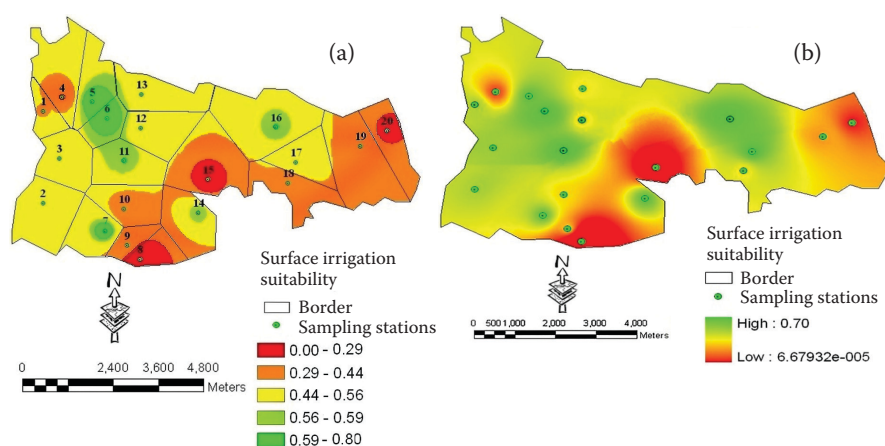 (a)
13
4
1
5
6
12
16
20
19
11
3
17
15
18
2
10
14
7
9
8
Surface irrigation
suitability
Border
Sampling stations
0.00 - 0.29
0.29 - 0.44
0.44 - 0.56
0.56 - 0.59
0.59 - 0.80
N
0 2,400 3,600 4,800
Meters
(b)
Surface irrigation
suitability
Border
Sampling stations
High : 0.70
Low : 6.67932e-005
N
0 5001,000 2,000 3,000 4,000
Meters